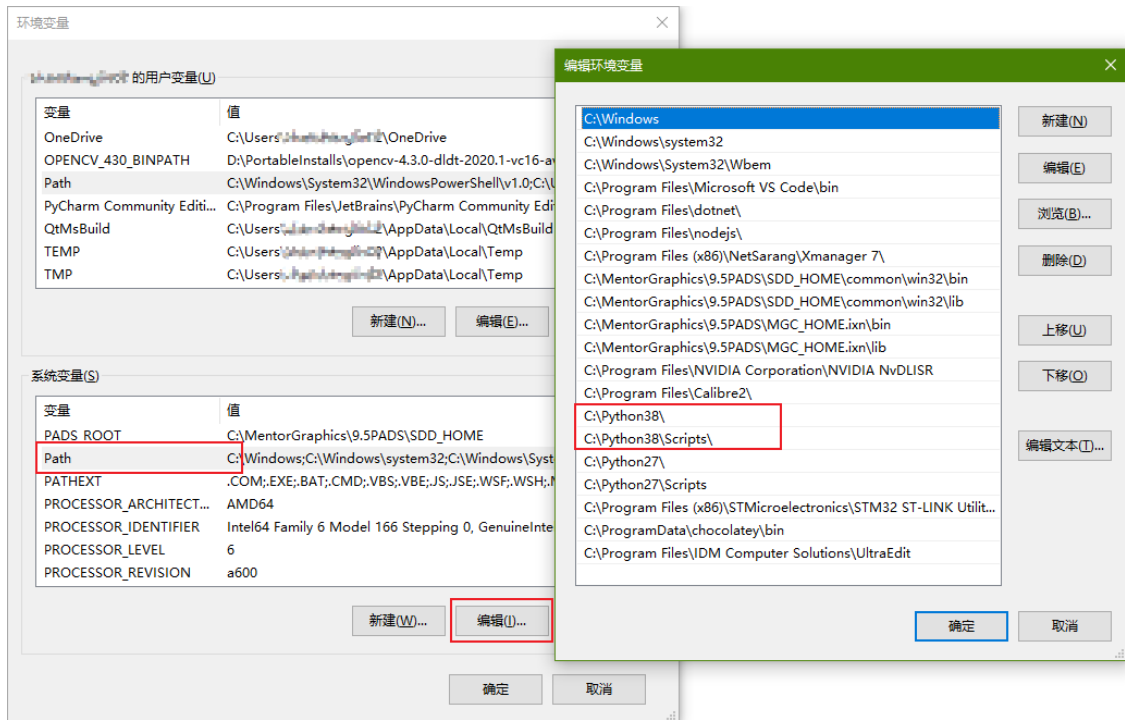 环境变量
的用户变量(U)
变量 值
OneDrive C:\Users\ \OneDrive
OPENCV_430_BINPATH D:\PortableInstalls\opencv-4.3.0-dldt-2020.1-vc16-a
Path C:\Windows\System32\WindowsPowerShell\v1.0;C:\U
PyCharm Community Editi... C:\Program Files\JetBrains\PyCharm Community Edi
QtMsBuild C:\Users\ \AppData\Local\QtMsBuild
TEMP C:\Users\ \AppData\Local\Temp
TMP C:\Users\ \AppData\Local\Temp
新建(N)... 编辑(E)...
系统变量(S)
变量 值
PADS_ROOT C:\MentorGraphics\9.5PADS\SDD_HOME
Path C:\Windows;C:\Windows\system32;C:\Windows\Syst
PATHEXT .COM;.EXE;.BAT;.CMD;.VBS;.VBE;.JS;.JSE;.WSF;.WSH;.
PROCESSOR_ARCHITECT... AMD64
PROCESSOR_IDENTIFIER Intel64 Family 6 Model 166 Stepping 0, GenuineInte
PROCESSOR_LEVEL 6
PROCESSOR_REVISION a600
新建(W)... 编辑(I)...
确定 取消
编辑环境变量
C:\Windows
C:\Windows\system32
C:\Windows\System32\Wbem
C:\Program Files\Microsoft VS Code\bin
C:\Program Files\dotnet\
C:\Program Files\nodejs\
C:\Program Files (x86)\NetSarang\Xmanager 7\
C:\MentorGraphics\9.5PADS\SDD_HOME\common\win32\bin
C:\MentorGraphics\9.5PADS\SDD_HOME\common\win32\lib
C:\MentorGraphics\9.5PADS\MGC_HOME.ixn\bin
C:\MentorGraphics\9.5PADS\MGC_HOME.ixn\lib
C:\Program Files\NVIDIA Corporation\NVIDIA NvDLISR
C:\Program Files\Calibre2\
C:\Python38\
C:\Python38\Scripts\
C:\Python27\
C:\Python27\Scripts
C:\Program Files (x86)\STMicroelectronics\STM32 ST-LINK Utilit...
C:\ProgramData\chocolatey\bin
C:\Program Files\IDM Computer Solutions\UltraEdit
新建(N)
编辑(E)
浏览(B)...
删除(D)
上移(U)
下移(O)
编辑文本(T)...
确定 取消